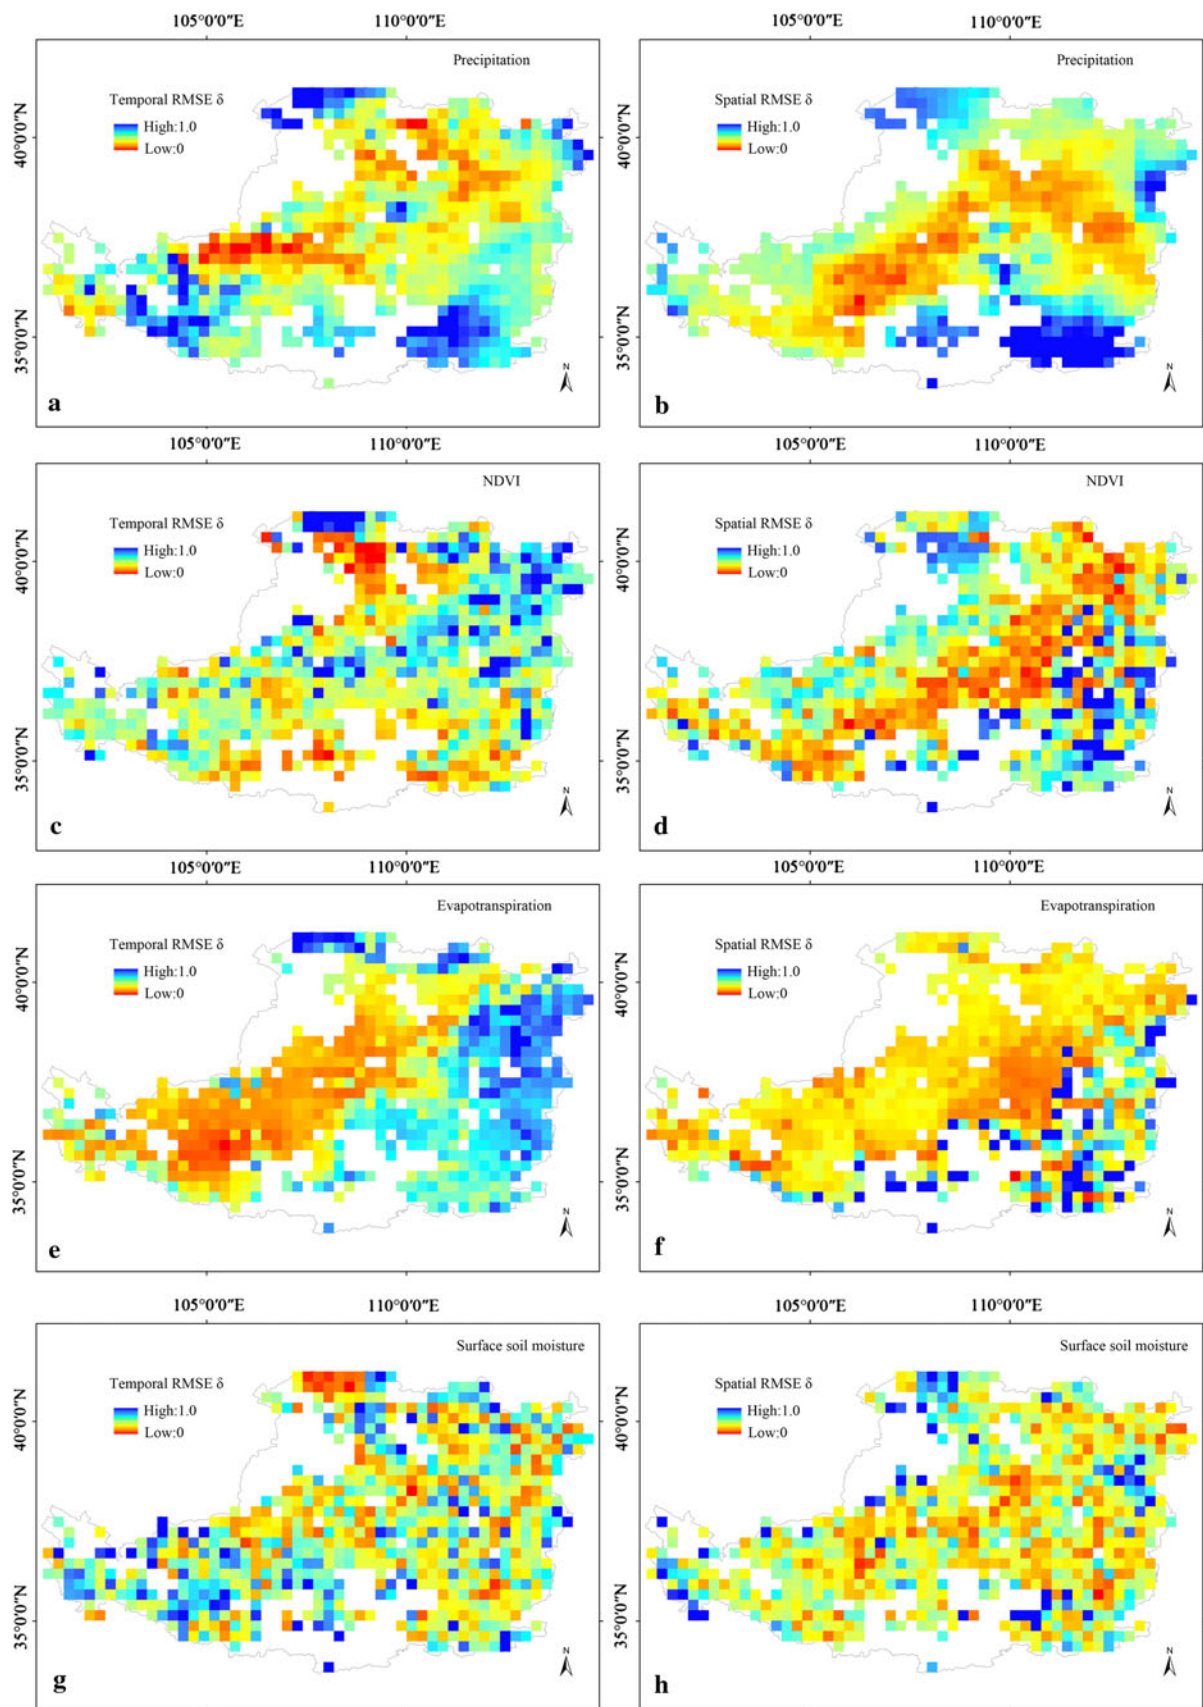 105°0'0"E 110°0'0"E 105°0'0"E 110°0'0"E
Precipitation
Temporal RMSE δ
High:1.0
Low:0
40°0'0"N
35°0'0"N
N
a
Precipitation
Spatial RMSE δ
High:1.0
Low:0
40°0'0"N
35°0'0"N
N
b
105°0'0"E 110°0'0"E 105°0'0"E 110°0'0"E
NDVI
Temporal RMSE δ
High:1.0
Low:0
40°0'0"N
35°0'0"N
N
c
NDVI
Spatial RMSE δ
High:1.0
Low:0
40°0'0"N
35°0'0"N
N
d
105°0'0"E 110°0'0"E 105°0'0"E 110°0'0"E
Evapotranspiration
Temporal RMSE δ
High:1.0
Low:0
40°0'0"N
35°0'0"N
N
e
Evapotranspiration
Spatial RMSE δ
High:1.0
Low:0
40°0'0"N
35°0'0"N
N
f
105°0'0"E 110°0'0"E 105°0'0"E 110°0'0"E
Surface soil moisture
Temporal RMSE δ
High:1.0
Low:0
40°0'0"N
35°0'0"N
N
g
Surface soil moisture
Spatial RMSE δ
High:1.0
Low:0
40°0'0"N
35°0'0"N
N
h